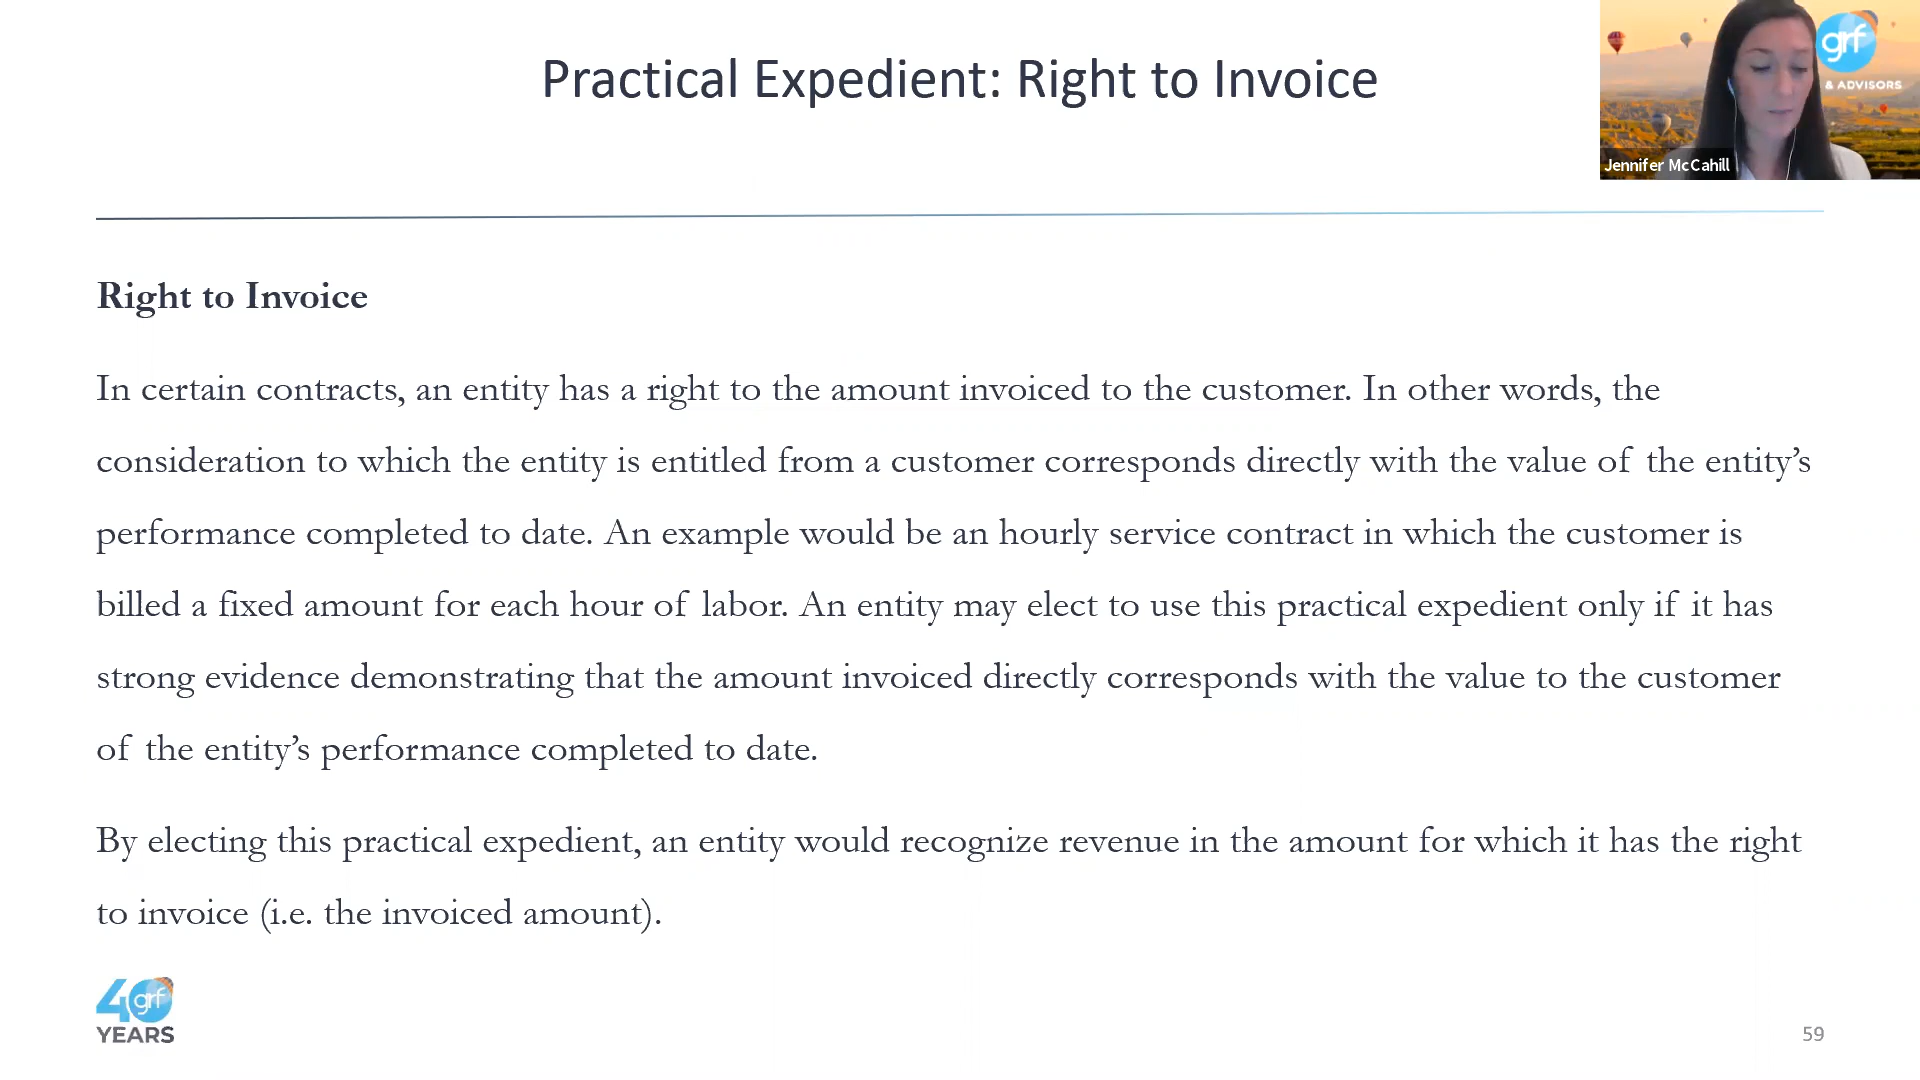 Practical Expedient: Right to Invoice
grf
& ADVISORS
Jennifer McCahill
Right to Invoice
In certain contracts, an entity has a right to the amount invoiced to the customer. In other words, the
consideration to which the entity is entitled from a customer corresponds directly with the value of the entity’s
performance completed to date. An example would be an hourly service contract in which the customer is
billed a fixed amount for each hour of labor. An entity may elect to use this practical expedient only if it has
strong evidence demonstrating that the amount invoiced directly corresponds with the value to the customer
of the entity’s performance completed to date.
By electing this practical expedient, an entity would recognize revenue in the amount for which it has the right
to invoice (i.e. the invoiced amount).
40 grf
YEARS
59